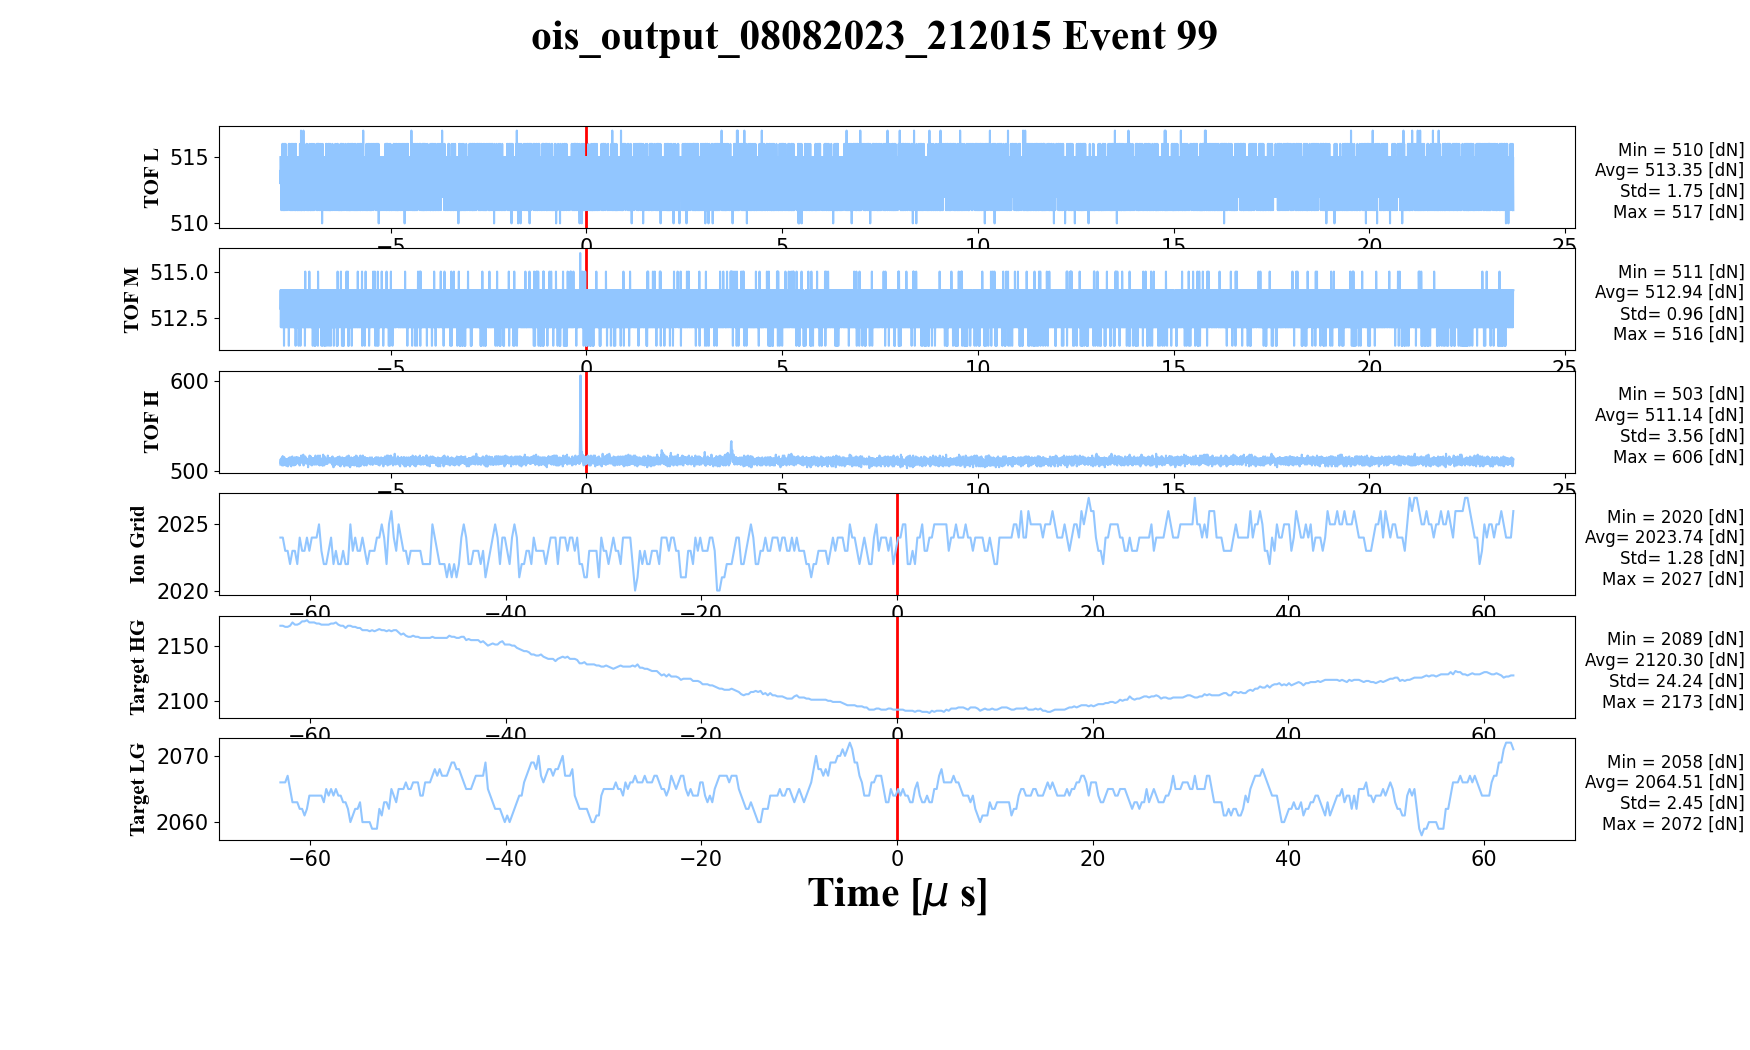 ois_output_08082023_212015 Event 99
TOF L
515
510
Min = 510 [dN]
Avg= 513.35 [dN]
Std= 1.75 [dN]
Max = 517 [dN]
−5 0 5 10 15 20 25
TOF M
515.0
512.5
Min = 511 [dN]
Avg= 512.94 [dN]
Std= 0.96 [dN]
Max = 516 [dN]
−5 0 5 10 15 20 25
TOF H
600
500
Min = 503 [dN]
Avg= 511.14 [dN]
Std= 3.56 [dN]
Max = 606 [dN]
−5 0 5 10 15 20 25
Ion Grid
2025
2020
Min = 2020 [dN]
Avg= 2023.74 [dN]
Std= 1.28 [dN]
Max = 2027 [dN]
−60 −40 −20 0 20 40 60
Target HG
2150
2100
Min = 2089 [dN]
Avg= 2120.30 [dN]
Std= 24.24 [dN]
Max = 2173 [dN]
−60 −40 −20 0 20 40 60
Target LG
2070
2060
Min = 2058 [dN]
Avg= 2064.51 [dN]
Std= 2.45 [dN]
Max = 2072 [dN]
−60 −40 −20 0 20 40 60
Time [μ s]